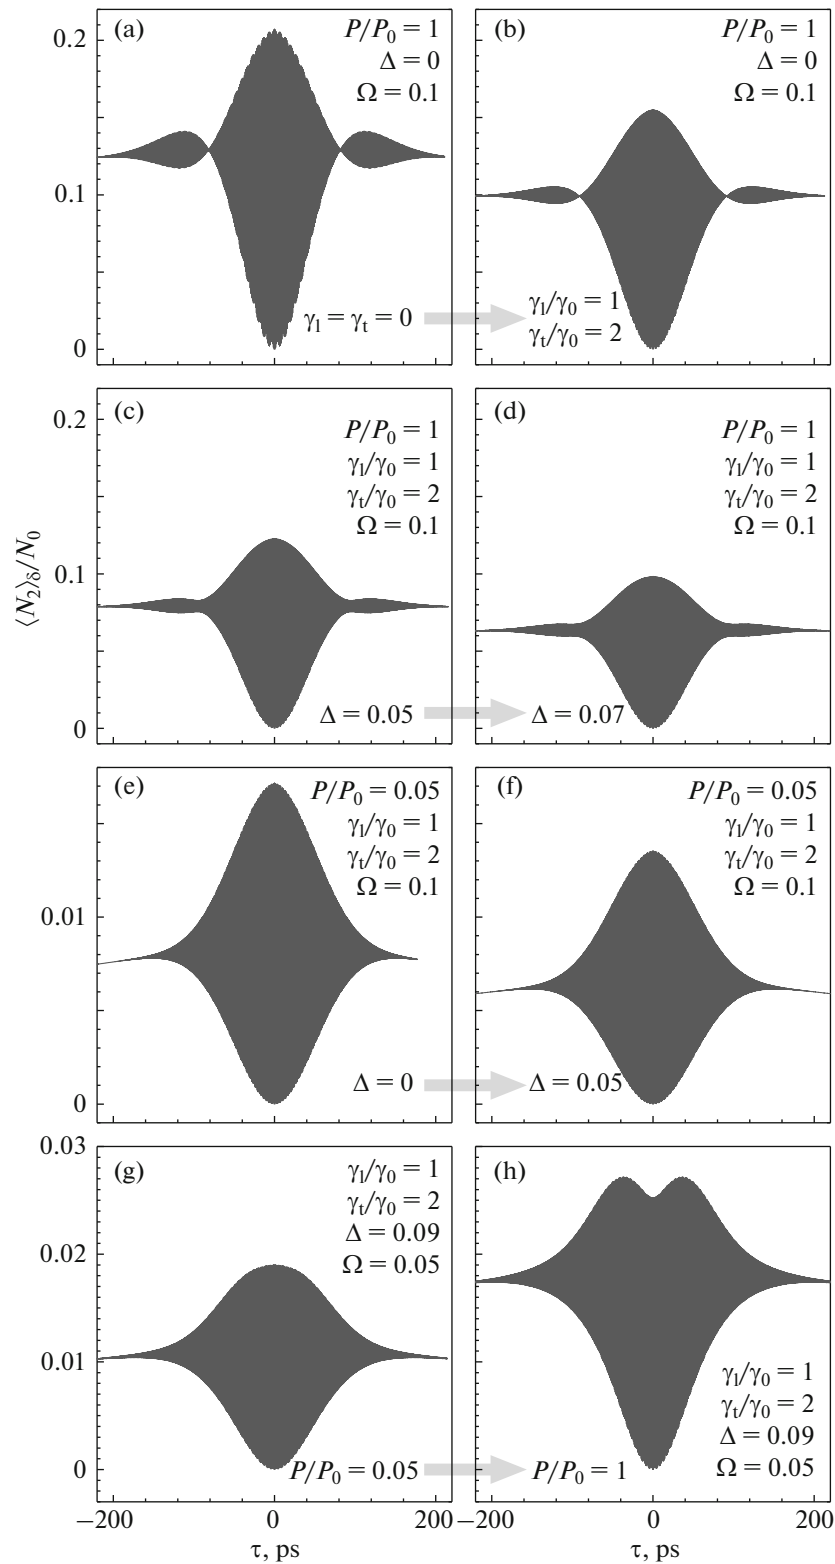 (a)
P/P₀ = 1
Δ = 0
Ω = 0.1
γₗ = γₜ = 0
0.2
0.1
0
(b)
P/P₀ = 1
Δ = 0
Ω = 0.1
γₗ/γ₀ = 1
γₜ/γ₀ = 2
(c)
P/P₀ = 1
γₗ/γ₀ = 1
γₜ/γ₀ = 2
Ω = 0.1
Δ = 0.05
0.2
0.1
0
⟨N₂⟩δ/N₀
(d)
P/P₀ = 1
γₗ/γ₀ = 1
γₜ/γ₀ = 2
Ω = 0.1
Δ = 0.07
(e)
P/P₀ = 0.05
γₗ/γ₀ = 1
γₜ/γ₀ = 2
Ω = 0.1
Δ = 0
0.01
0
(f)
P/P₀ = 0.05
γₗ/γ₀ = 1
γₜ/γ₀ = 2
Ω = 0.1
Δ = 0.05
(g)
γₗ/γ₀ = 1
γₜ/γ₀ = 2
Δ = 0.09
Ω = 0.05
P/P₀ = 0.05
0.03
0.02
0.01
0
−200 0 200
τ, ps
(h)
γₗ/γ₀ = 1
γₜ/γ₀ = 2
Δ = 0.09
Ω = 0.05
P/P₀ = 1
−200 0 200
τ, ps